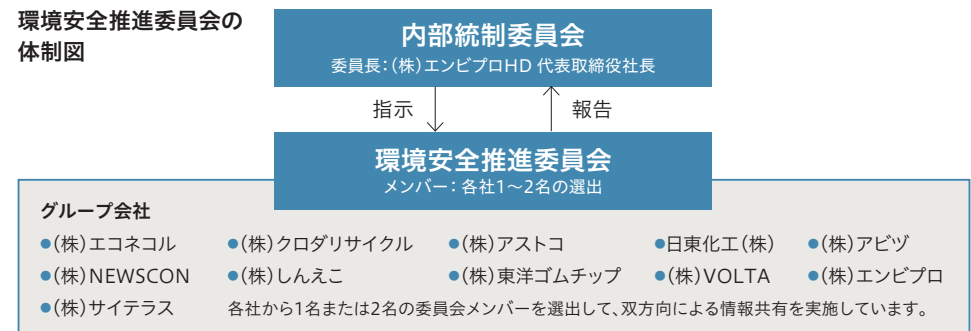 環境安全推進委員会の
体制図
内部統制委員会
委員長:(株)エンビプロHD 代表取締役社長
指示 報告
環境安全推進委員会
メンバー：各社1～2名の選出
グループ会社
●(株)エコネコル ●(株)クロダリサイクル ●(株)アストコ ●日東化工(株) ●(株)アビヅ
●(株)NEWSCON ●(株)しんえこ ●(株)東洋ゴムチップ ●(株)VOLTA ●(株)エンビプロ
●(株)サイテラス 各社から1名または2名の委員会メンバーを選出して、双方向による情報共有を実施しています。